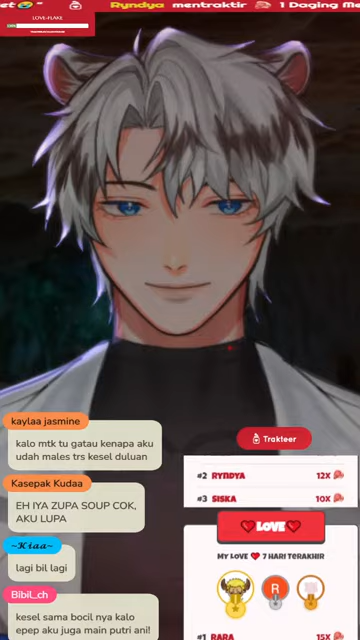 Ryndya mentraktir 1 Daging Me
LOVE-FLAKE
kaylaa jasmine
kalo mtk tu gatau kenapa aku
udah males trs kesel duluan
Kasepak Kudaa
EH IYA ZUPA SOUP COK,
AKU LUPA
~Kiaa~
lagi bil lagi
Bibil_ch
kesel sama bocil nya kalo
epep aku juga main putri ani!
Trakteer
#2 RYNDYA 12X
#3 SISKA 10X
LOVE
MY LOVE 7 HARI TERAKHIR
R
#1 RARA 15X